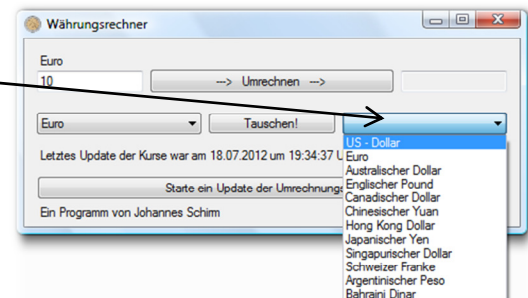 Währungsrechner
Euro
10
---> Umrechnen --->
Euro
Tauschen!
Letztes Update der Kurse war am 18.07.2012 um 19:34:37 U
Starte ein Update der Umrechnungs
Ein Programm von Johannes Schirm
US - Dollar
Euro
Australischer Dollar
Englischer Pound
Canadischer Dollar
Chinesischer Yuan
Hong Kong Dollar
Japanischer Yen
Singapurischer Dollar
Schweizer Franke
Argentinischer Peso
Bahraini Dinar